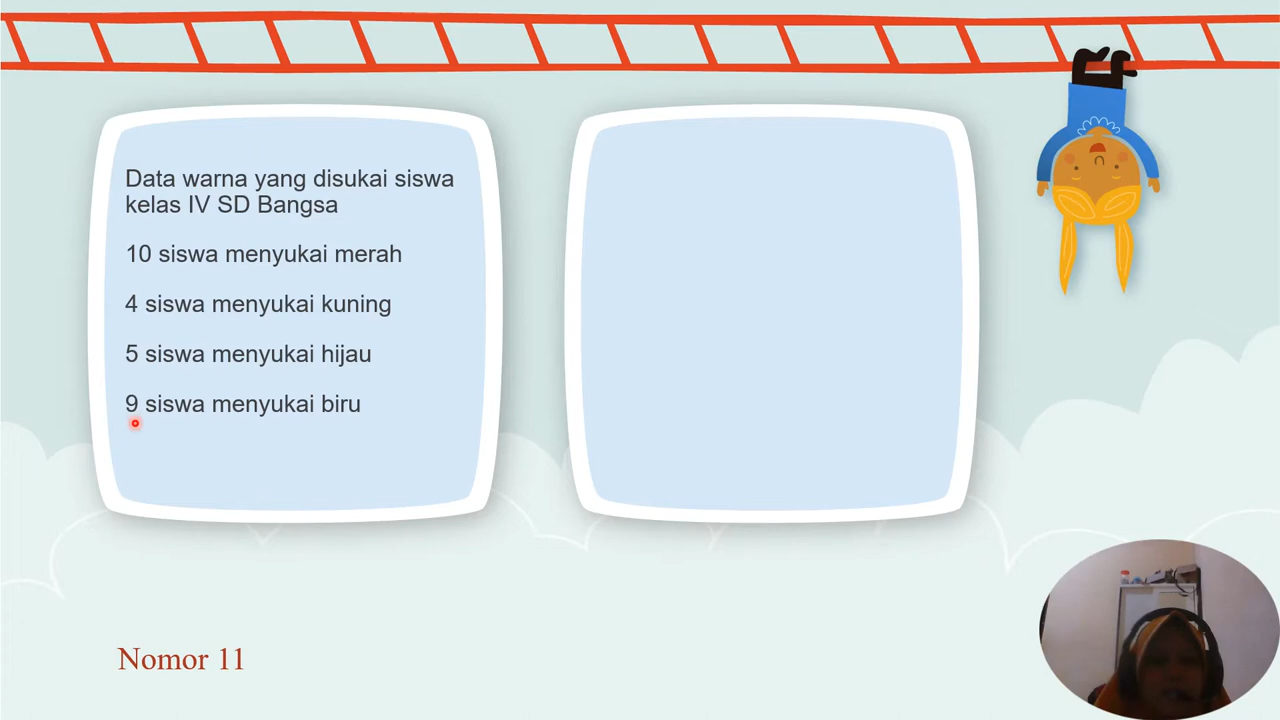 Data warna yang disukai siswa
kelas IV SD Bangsa
10 siswa menyukai merah
4 siswa menyukai kuning
5 siswa menyukai hijau
9 siswa menyukai biru
Nomor 11